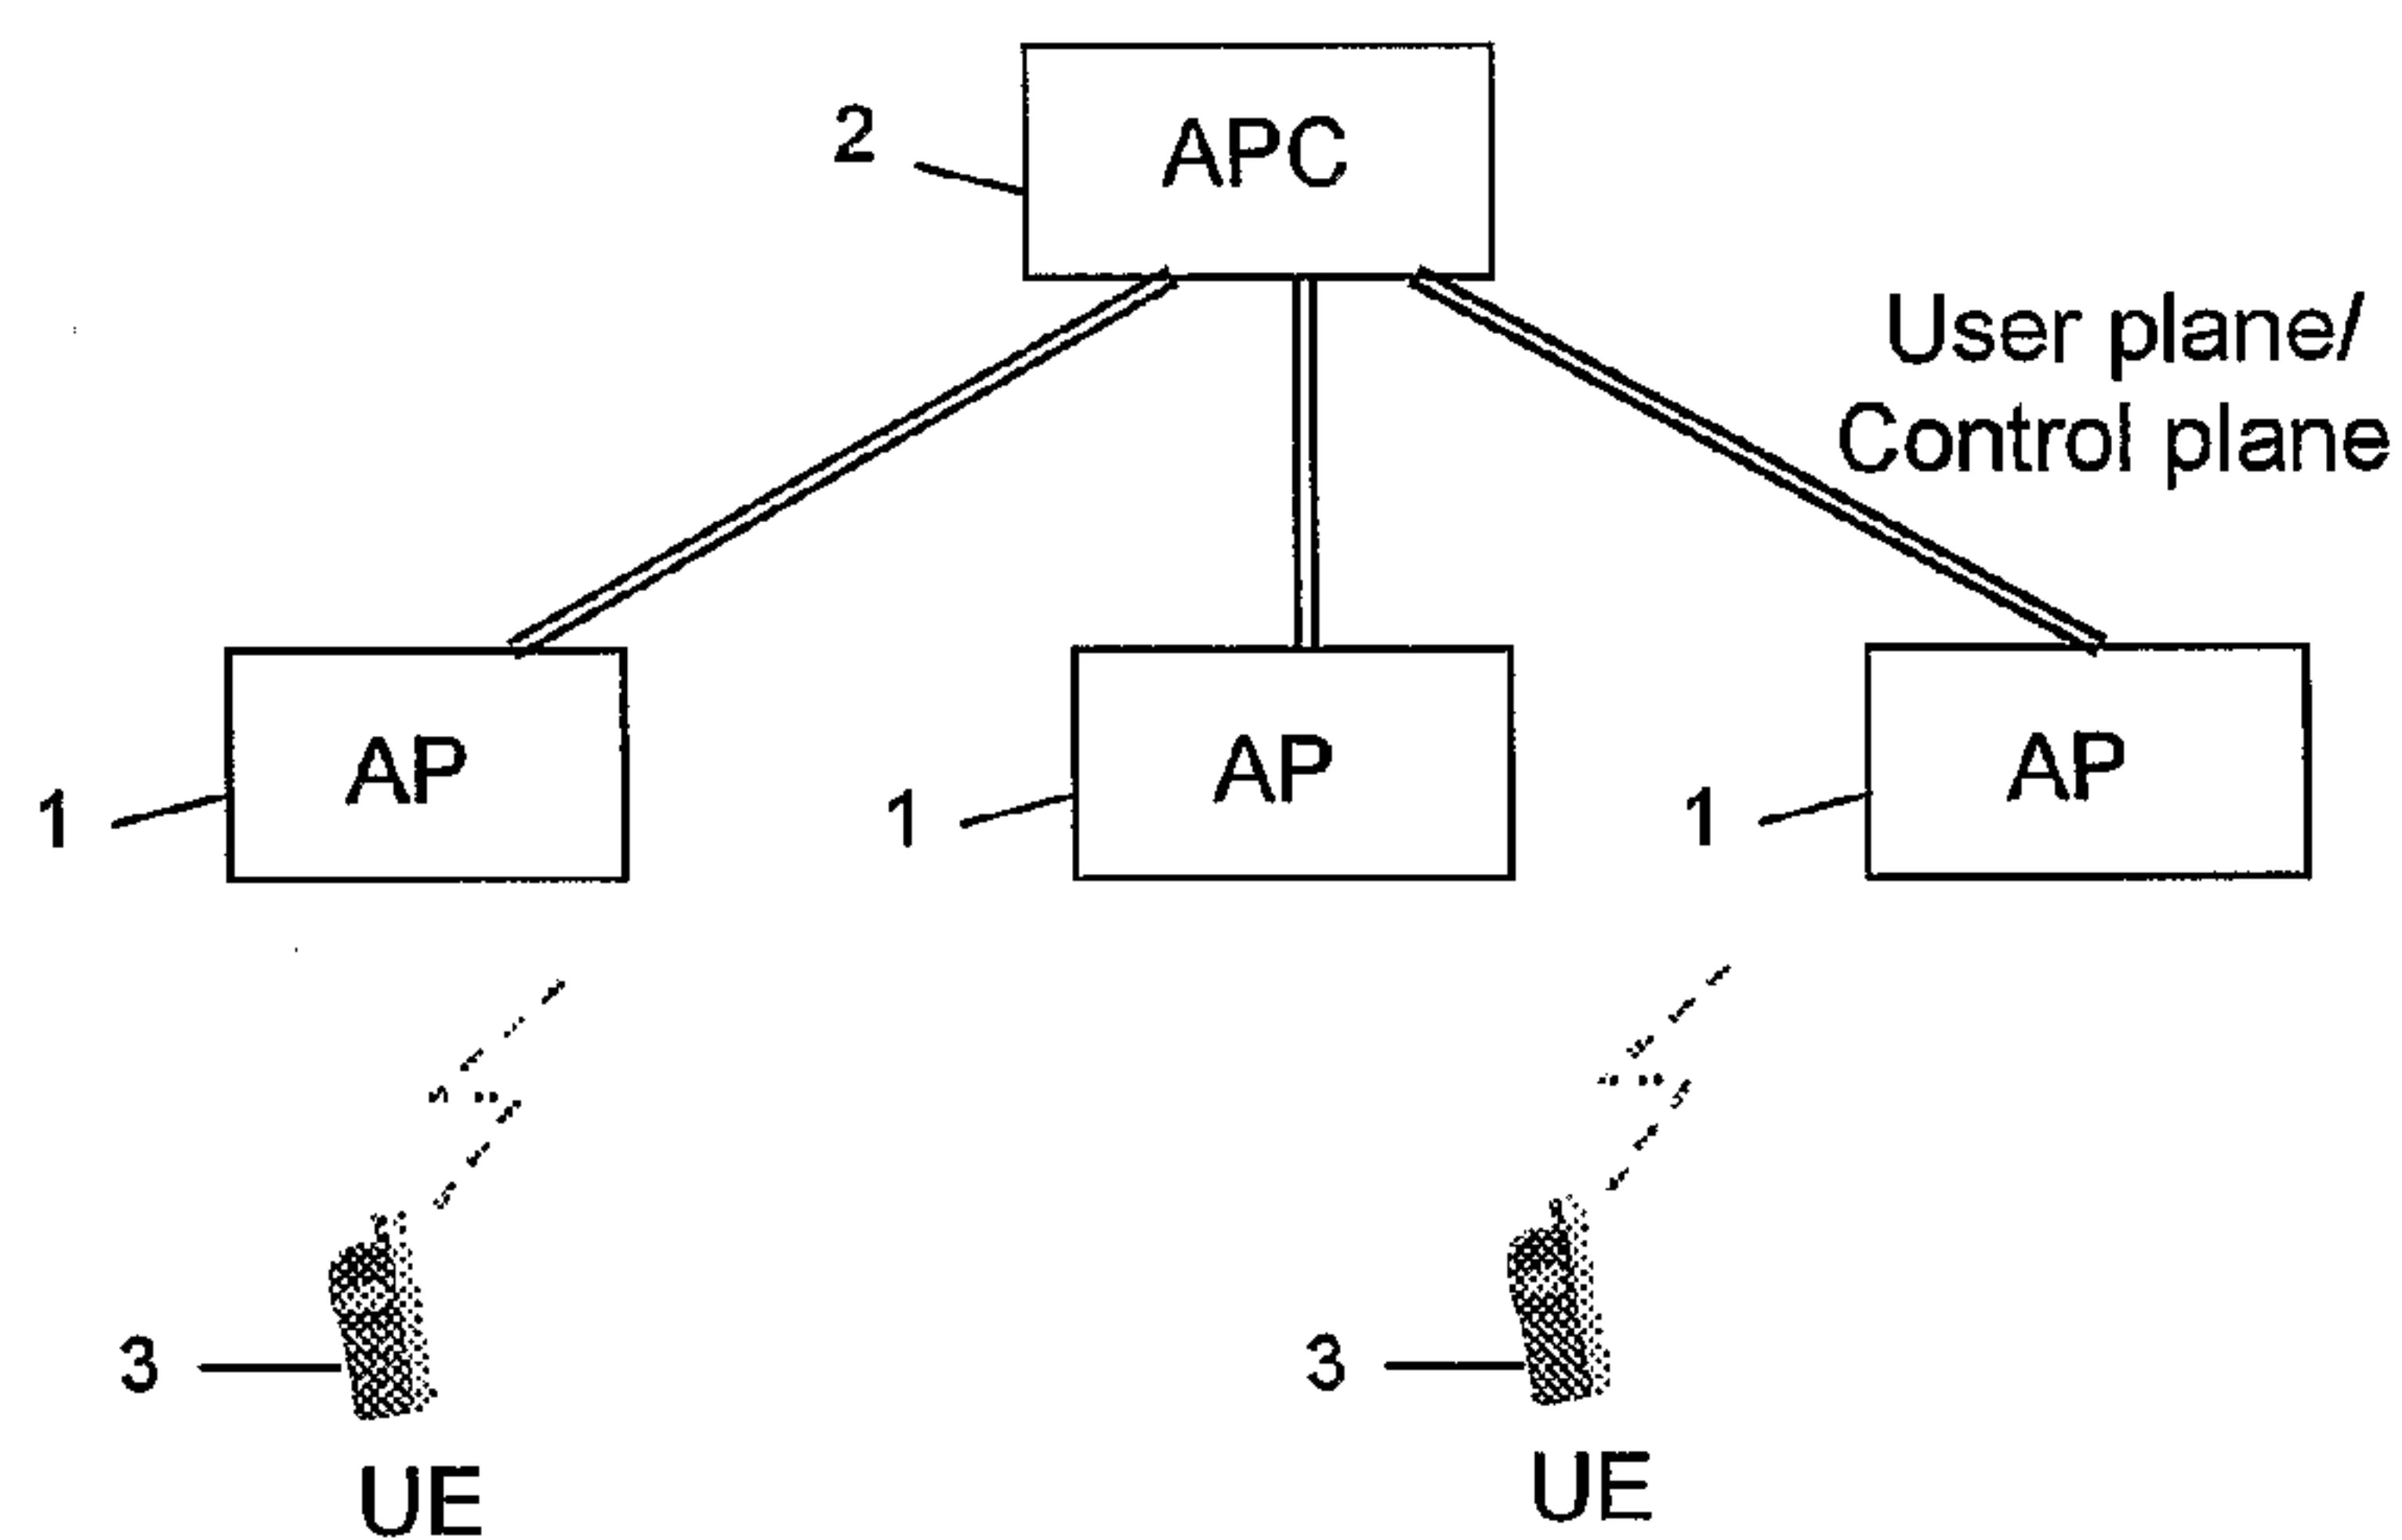 APC
2
User plane/
Control plane
AP
AP
AP
1
1
1
3
3
UE
UE